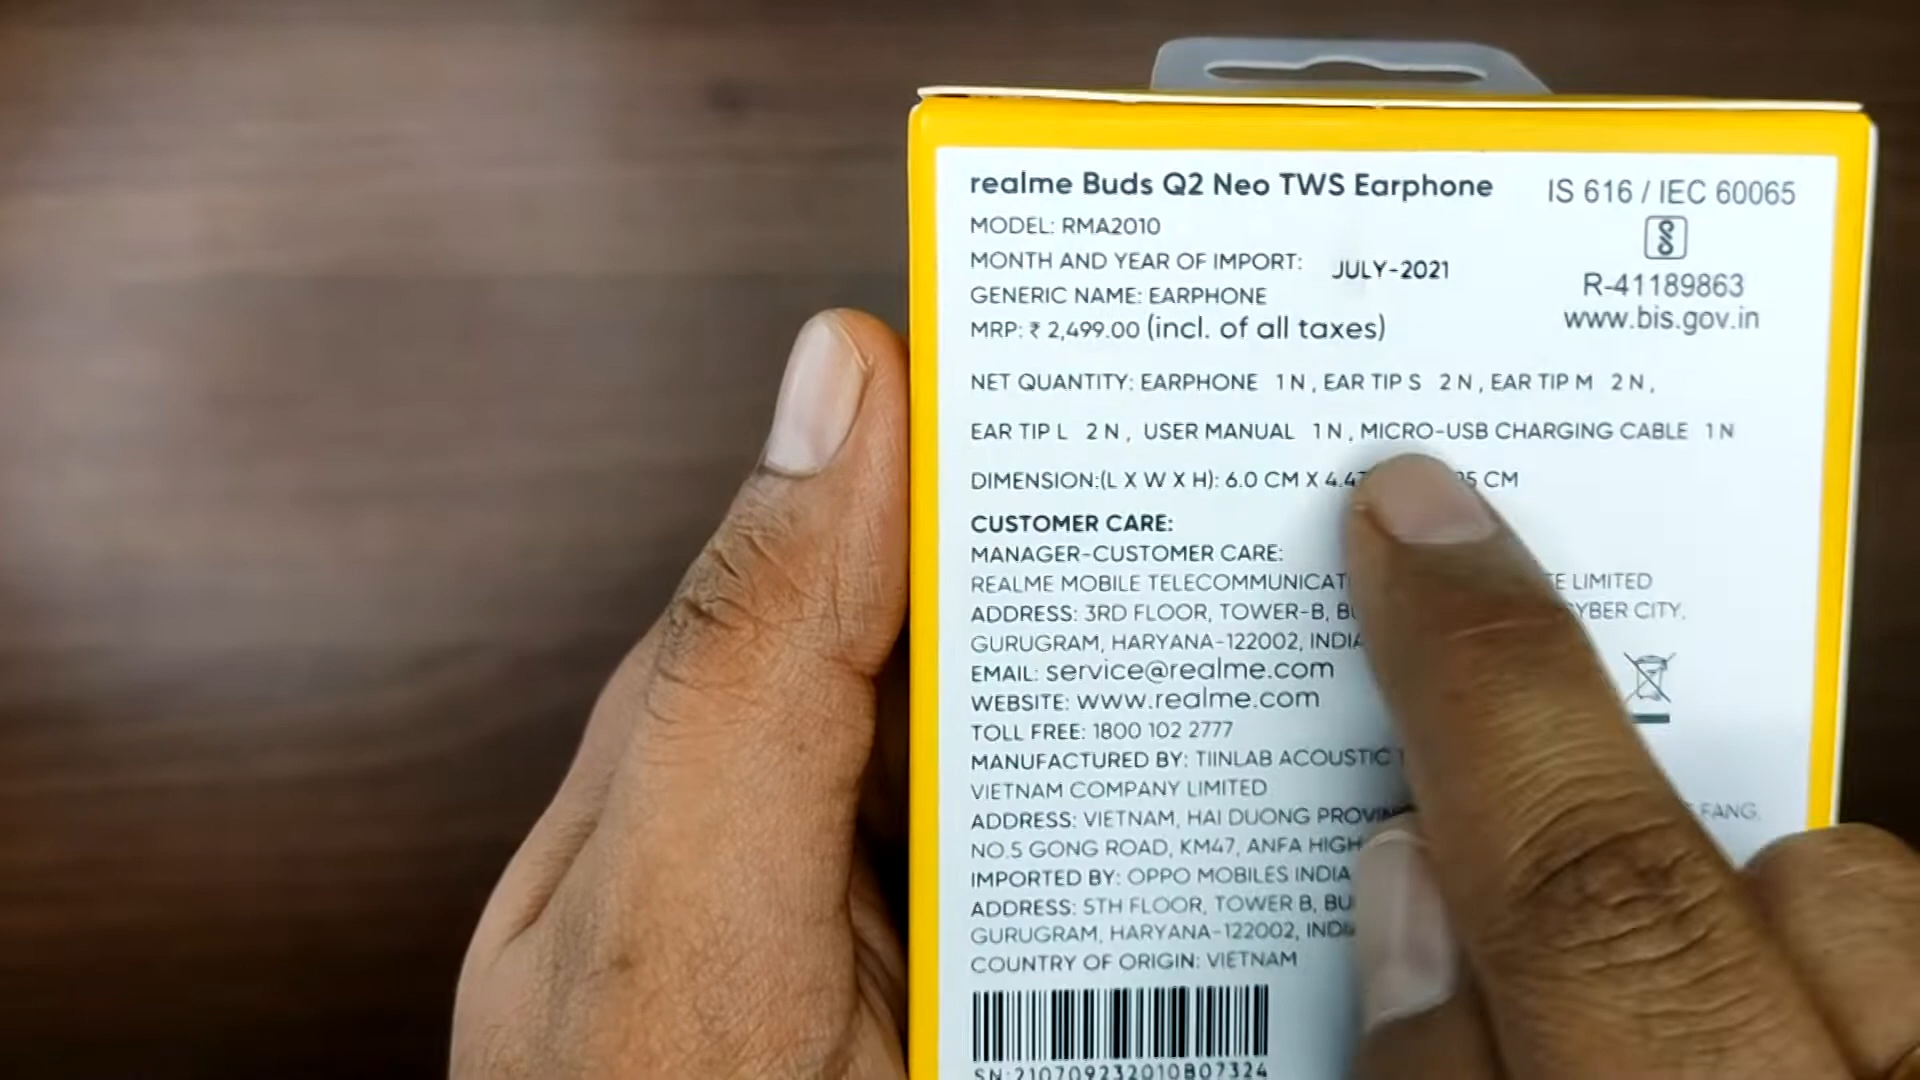 realme Buds Q2 Neo TWS Earphone
MODEL: RMA2010
MONTH AND YEAR OF IMPORT: JULY-2021
GENERIC NAME: EARPHONE
MRP: ₹ 2,499.00 (incl. of all taxes)
IS 616 / IEC 60065
R-41189863
www.bis.gov.in
NET QUANTITY: EARPHONE 1 N, EAR TIP S 2 N, EAR TIP M 2 N,
EAR TIP L 2 N, USER MANUAL 1 N, MICRO-USB CHARGING CABLE 1 N
DIMENSION:(L X W X H): 6.0 CM X CM
CUSTOMER CARE:
MANAGER-CUSTOMER CARE:
REALME MOBILE LIMITED
ADDRESS: 3RD FLOOR, TOWER-B, CITY,
GURUGRAM, HARYANA-122002, INDIA
EMAIL: service@realme.com
WEBSITE: www.realme.com
TOLL FREE: 1800 102 2777
MANUFACTURED BY: TIINLAB ACOUSTIC
VIETNAM COMPANY LIMITED
ADDRESS: VIETNAM, HAI DUONG FANG,
NO.5 GONG ROAD, KM47, ANFA HIGH
IMPORTED BY: OPPO MOBILES INDIA
ADDRESS: 5TH FLOOR, TOWER B,
GURUGRAM, HARYANA-122002,
COUNTRY OF ORIGIN: VIETNAM
SN:210709232010B07324